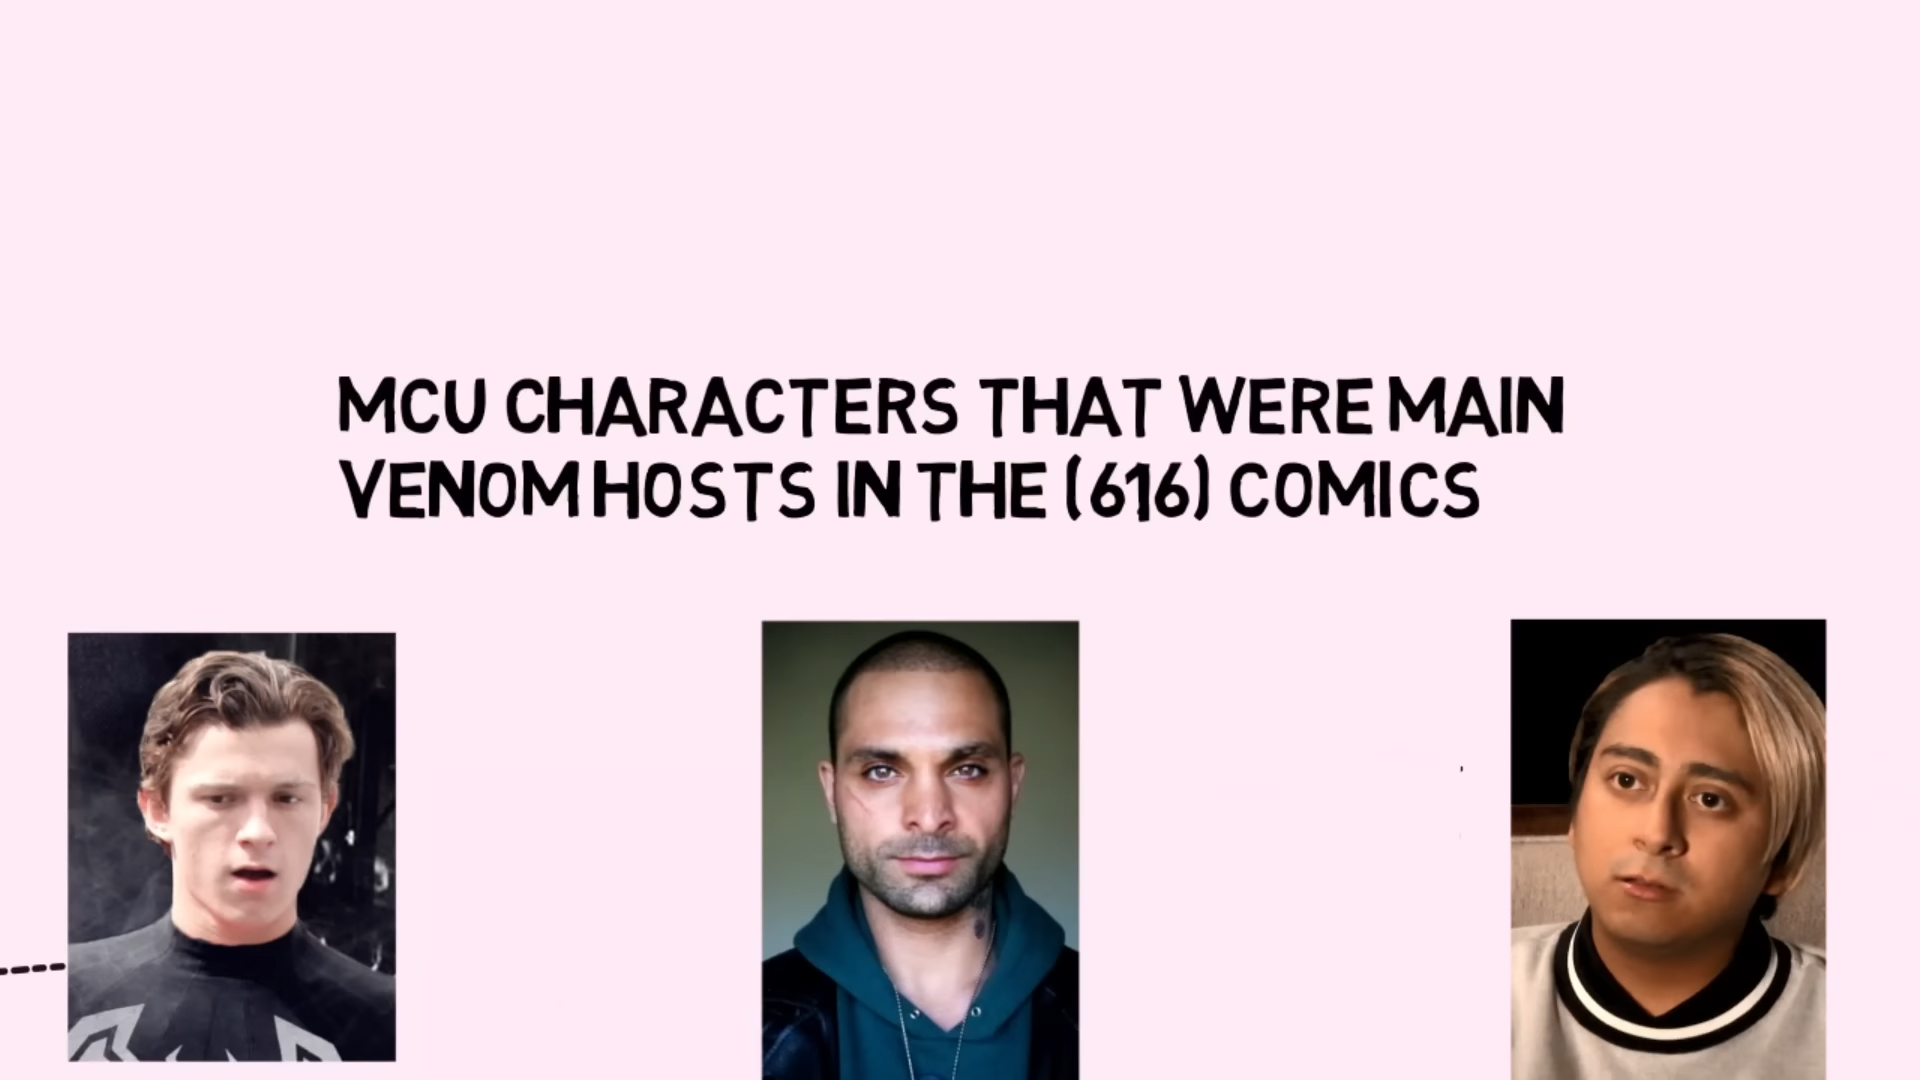 MCU CHARACTERS THAT WERE MAIN
VENOM HOSTS IN THE (616) COMICS